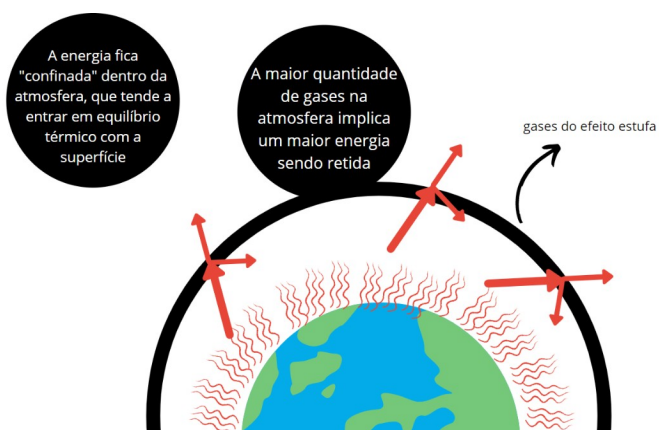 A energia fica
"confinada" dentro da
atmosfera, que tende a
entrar em equilíbrio
térmico com a
superfície
A maior quantidade
de gases na
atmosfera implica
um maior energia
sendo retida
gases do efeito estufa